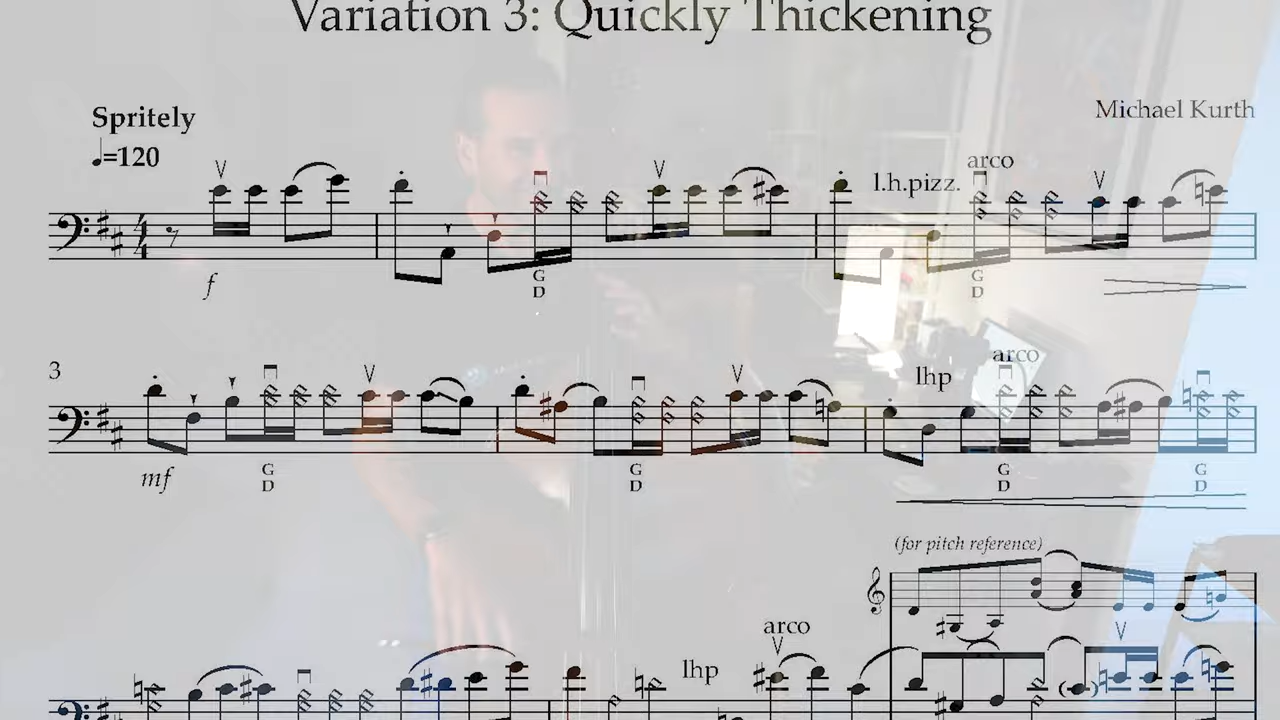 Variation 3: Quickly Thickening
Michael Kurth
Spritely
♩=120
l.h.pizz.
arco
f
G
D
G
D
3
lhp
arco
mf
G
D
G
D
G
D
G
D
(for pitch reference)
arco
lhp